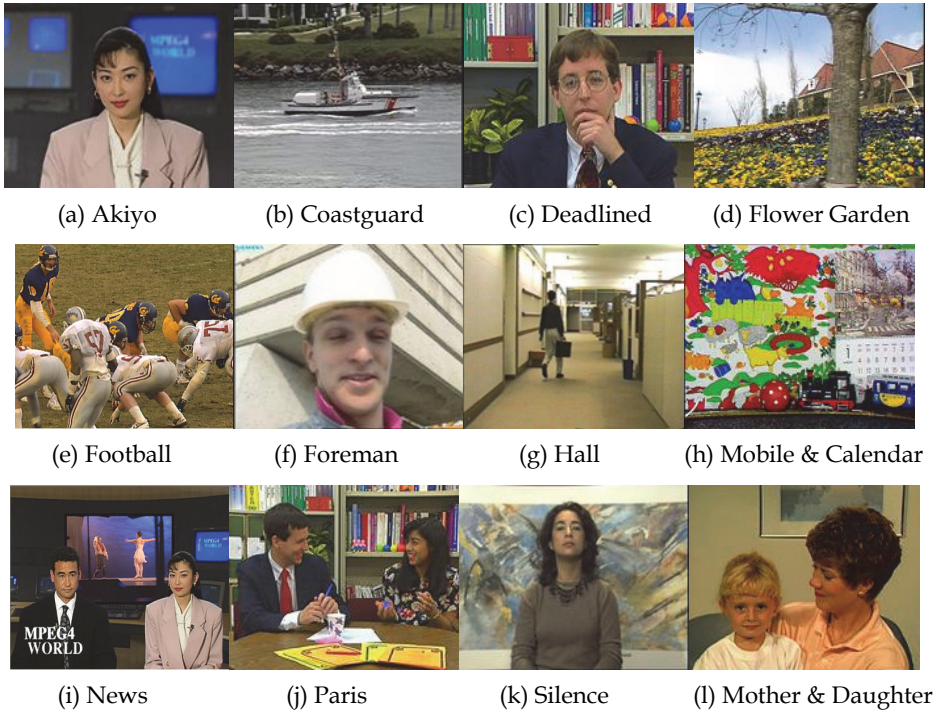 MPEG4
WORLD
(a) Akiyo
(b) Coastguard
(c) Deadlined
(d) Flower Garden
(e) Football
(f) Foreman
(g) Hall
(h) Mobile & Calendar
MPEG4
WORLD
MPEG4
WORLD
(i) News
(j) Paris
(k) Silence
(l) Mother & Daughter